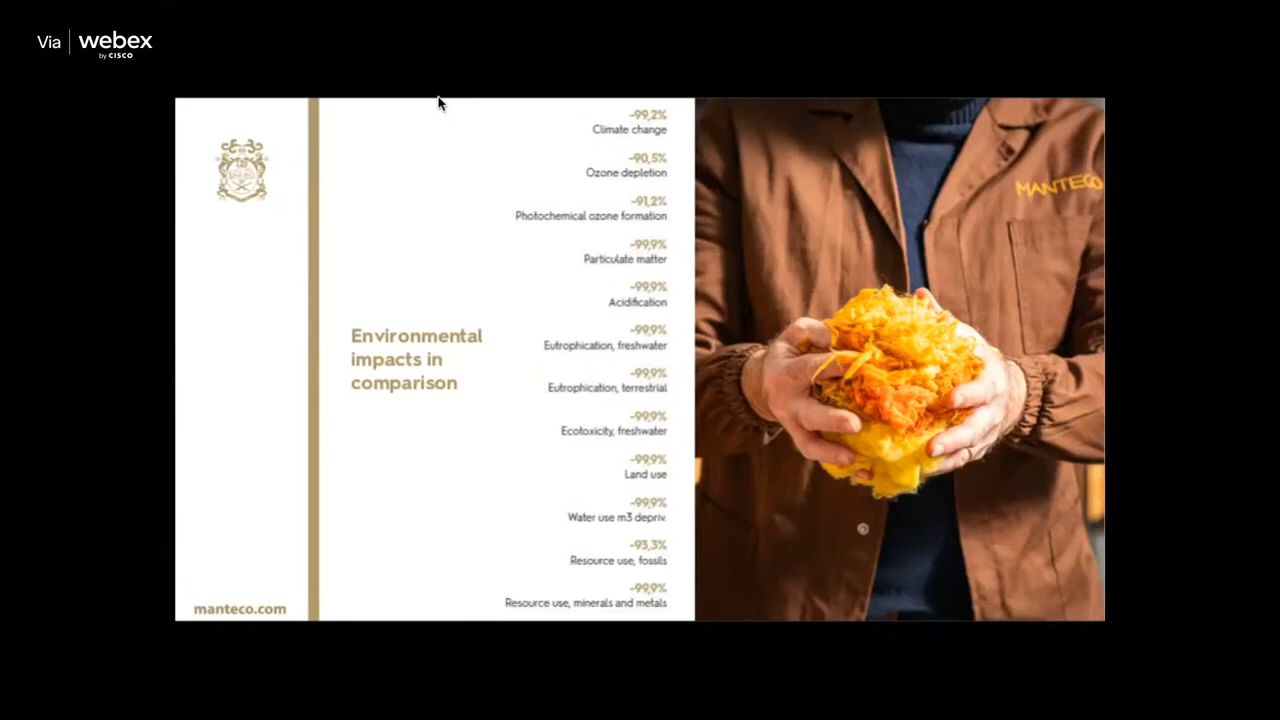 Via | webex
by CISCO
-99,2%
Climate change
-90,5%
Ozone depletion
-91,2%
Photochemical ozone formation
-99,9%
Particulate matter
-99,9%
Acidification
-99,9%
Eutrophication, freshwater
-99,9%
Eutrophication, terrestrial
-99,9%
Ecotoxicity, freshwater
-99,9%
Land use
-99,9%
Water use m3 depriv.
-93,3%
Resource use, fossils
-99,9%
Resource use, minerals and metals
Environmental
impacts in
comparison
manteco.com
MANTECO